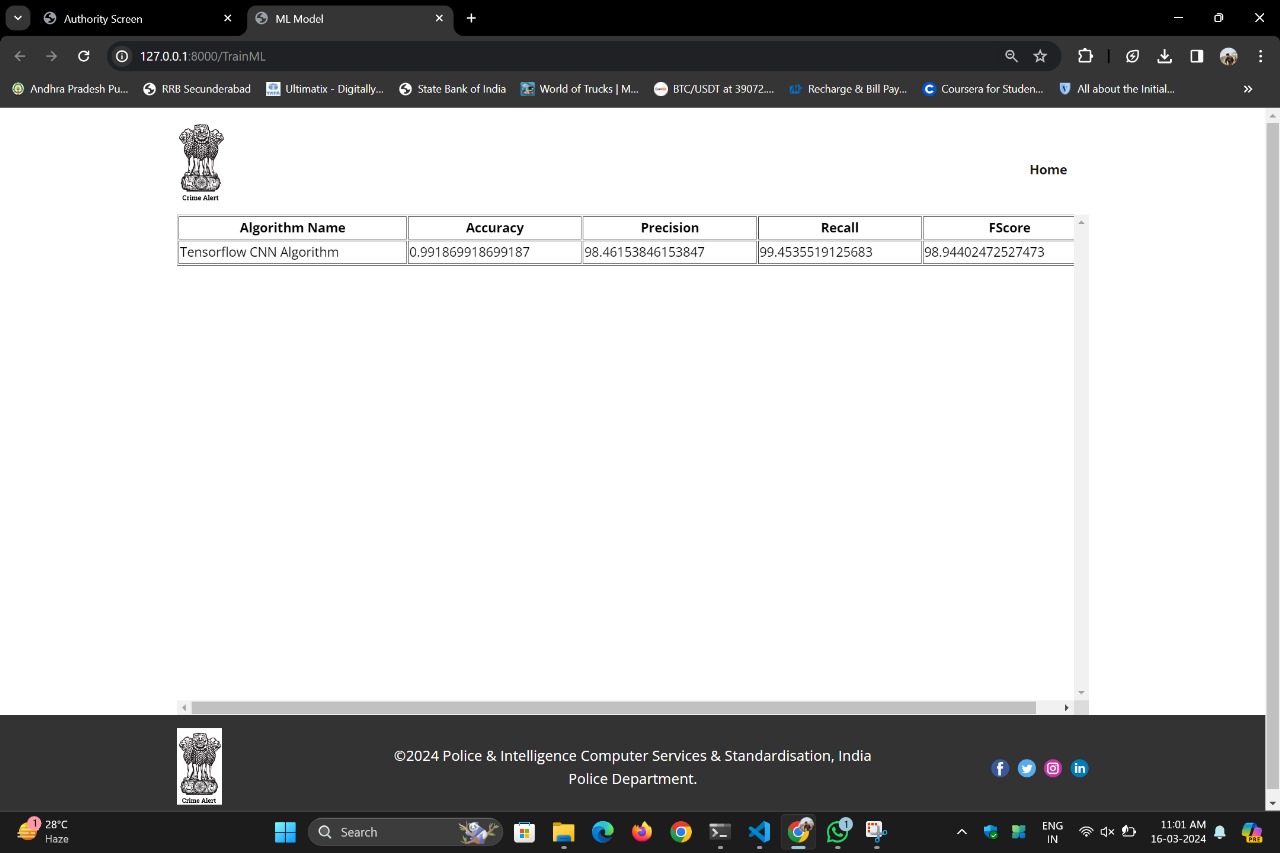 Authority Screen
ML Model
127.0.0.1:8000/TrainML
Andhra Pradesh Pu...
RRB Secunderabad
Ultimatix - Digitally...
State Bank of India
World of Trucks | M...
BTC/USDT at 39072....
Recharge & Bill Pay...
Coursera for Studen...
All about the Initial...
Crime Alert
Home
Algorithm Name Accuracy Precision Recall FScore
Tensorflow CNN Algorithm 0.991869918699187 98.46153846153847 99.4535519125683 98.94402472527473
Crime Alert
©2024 Police & Intelligence Computer Services & Standardisation, India
Police Department.
1
28°C
Haze
Search
1
ENG
IN
11:01 AM
16-03-2024
PRE